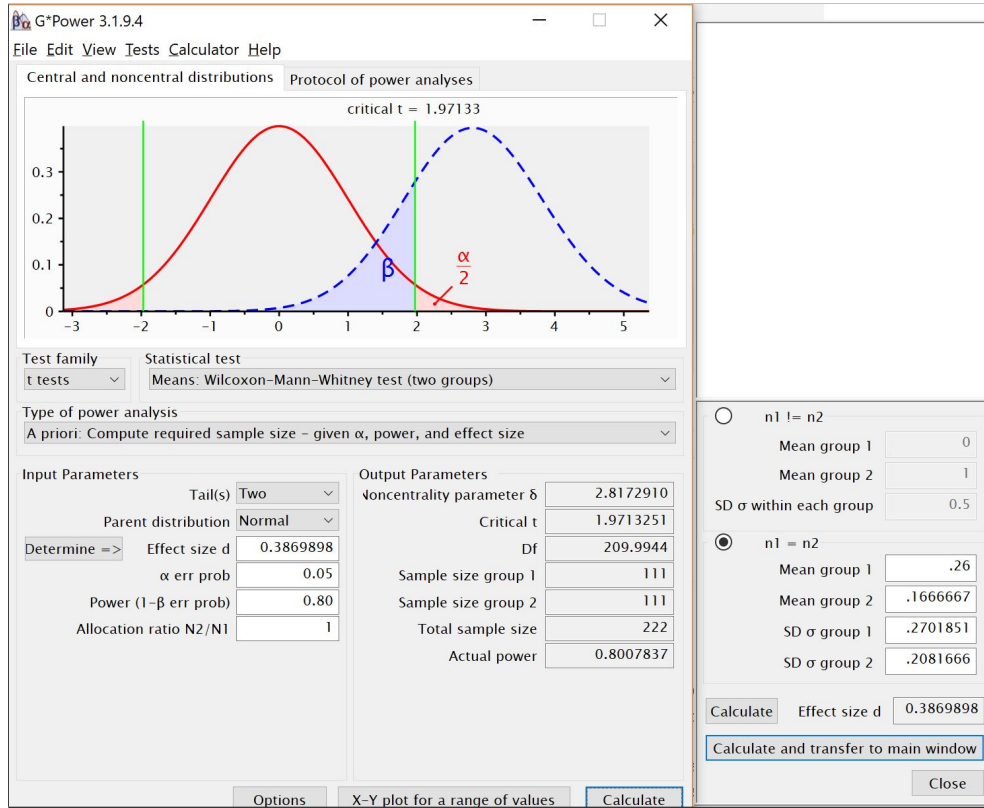 G*Power 3.1.9.4
File Edit View Tests Calculator Help
Central and noncentral distributions Protocol of power analyses
critical t = 1.97133
0.3
0.2
0.1
0
β
α
2
-3 -2 -1 0 1 2 3 4 5
Test family Statistical test
t tests Means: Wilcoxon-Mann-Whitney test (two groups)
Type of power analysis
A priori: Compute required sample size - given α, power, and effect size
Input Parameters
Tail(s) Two
Parent distribution Normal
Determine => Effect size d 0.3869898
α err prob 0.05
Power (1-β err prob) 0.80
Allocation ratio N2/N1 1
Output Parameters
Noncentrality parameter δ 2.8172910
Critical t 1.9713251
Df 209.9944
Sample size group 1 111
Sample size group 2 111
Total sample size 222
Actual power 0.8007837
Options X-Y plot for a range of values Calculate
n1 != n2
Mean group 1 0
Mean group 2 1
SD σ within each group 0.5
n1 = n2
Mean group 1 .26
Mean group 2 .1666667
SD σ group 1 .2701851
SD σ group 2 .2081666
Calculate Effect size d 0.3869898
Calculate and transfer to main window
Close